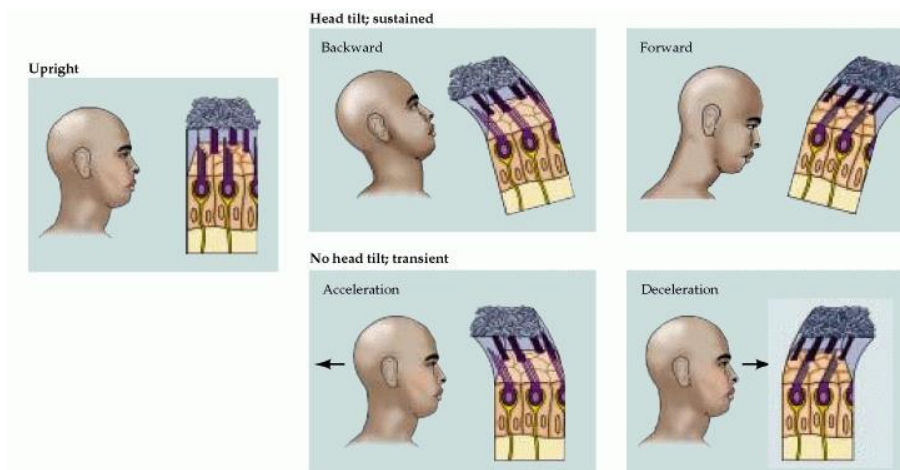 Head tilt; sustained
Backward
Forward
Upright
No head tilt; transient
Acceleration
Deceleration